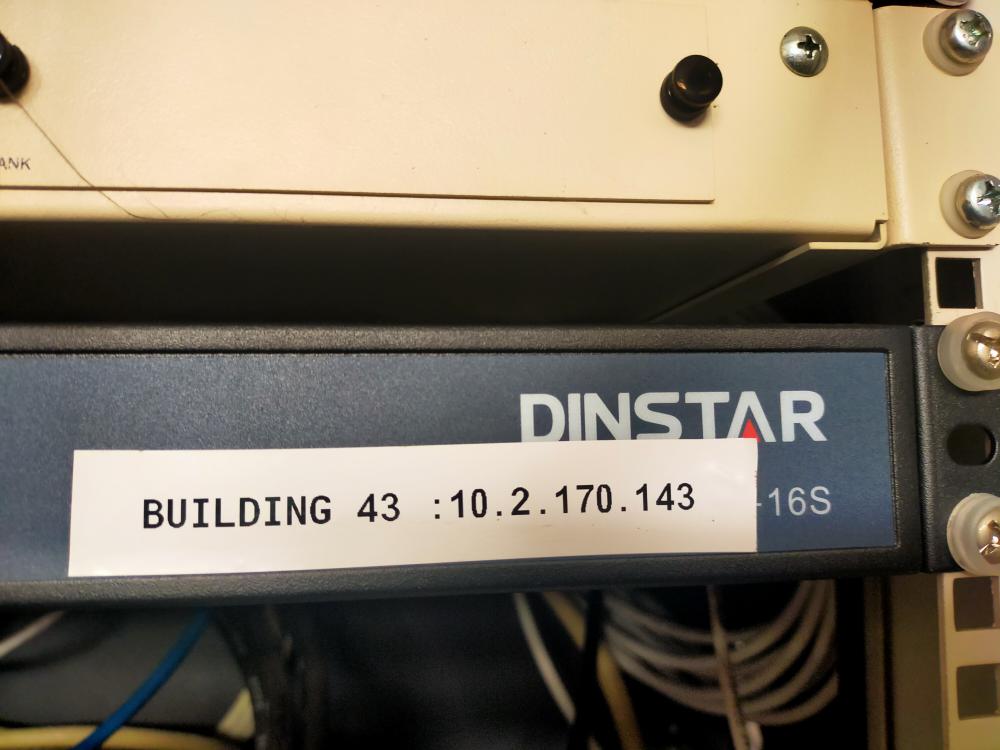 ANK
DINSTAR
-16S
BUILDING 43 :10.2.170.143